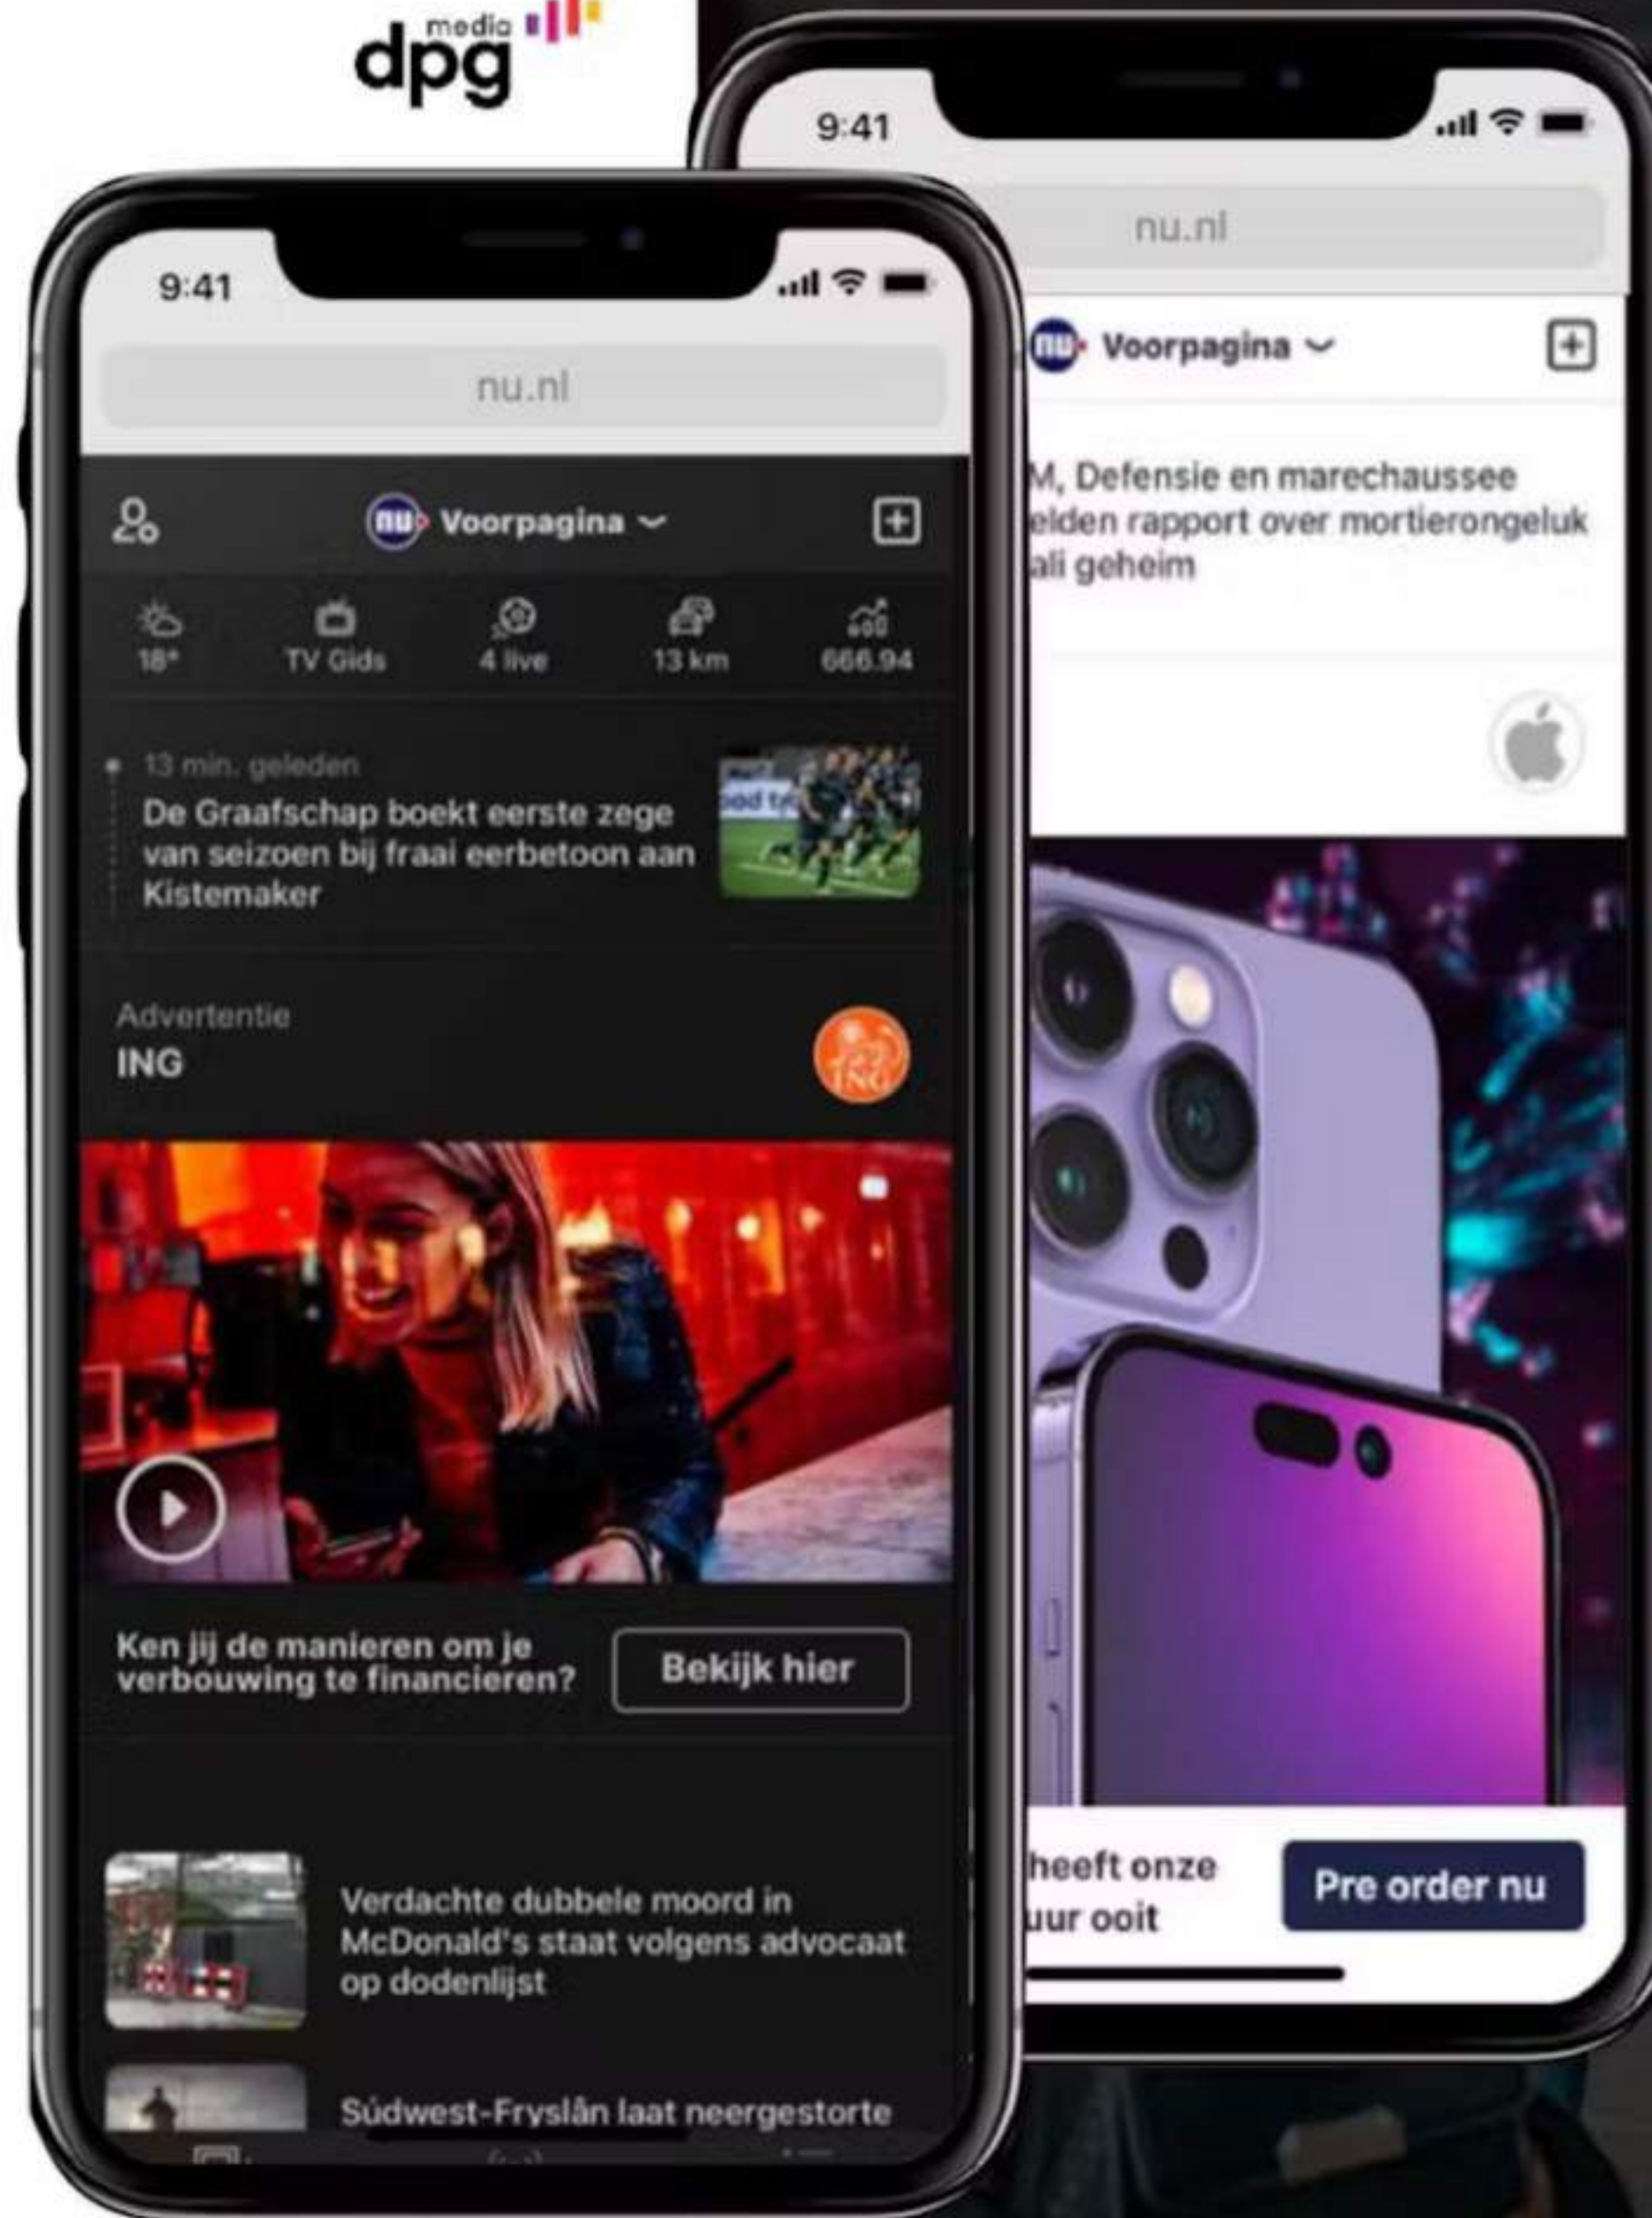 media
dpg
9:41
nu.nl
nu Voorpagina
18°
TV Gids
4 live
13 km
666.94
13 min. geleden
De Graafschap boekt eerste zege
van seizoen bij fraai eerbetoon aan
Kistemaker
Advertentie
ING
ING
Ken jij de manieren om je
verbouwing te financieren?
Bekijk hier
Verdachte dubbele moord in
McDonald's staat volgens advocaat
op dodenlijst
Súdwest-Fryslân laat neergestorte
9:41
nu.nl
nu Voorpagina
M, Defensie en marechaussee
elden rapport over mortierongeluk
ali geheim
heeft onze
uur ooit
Pre order nu